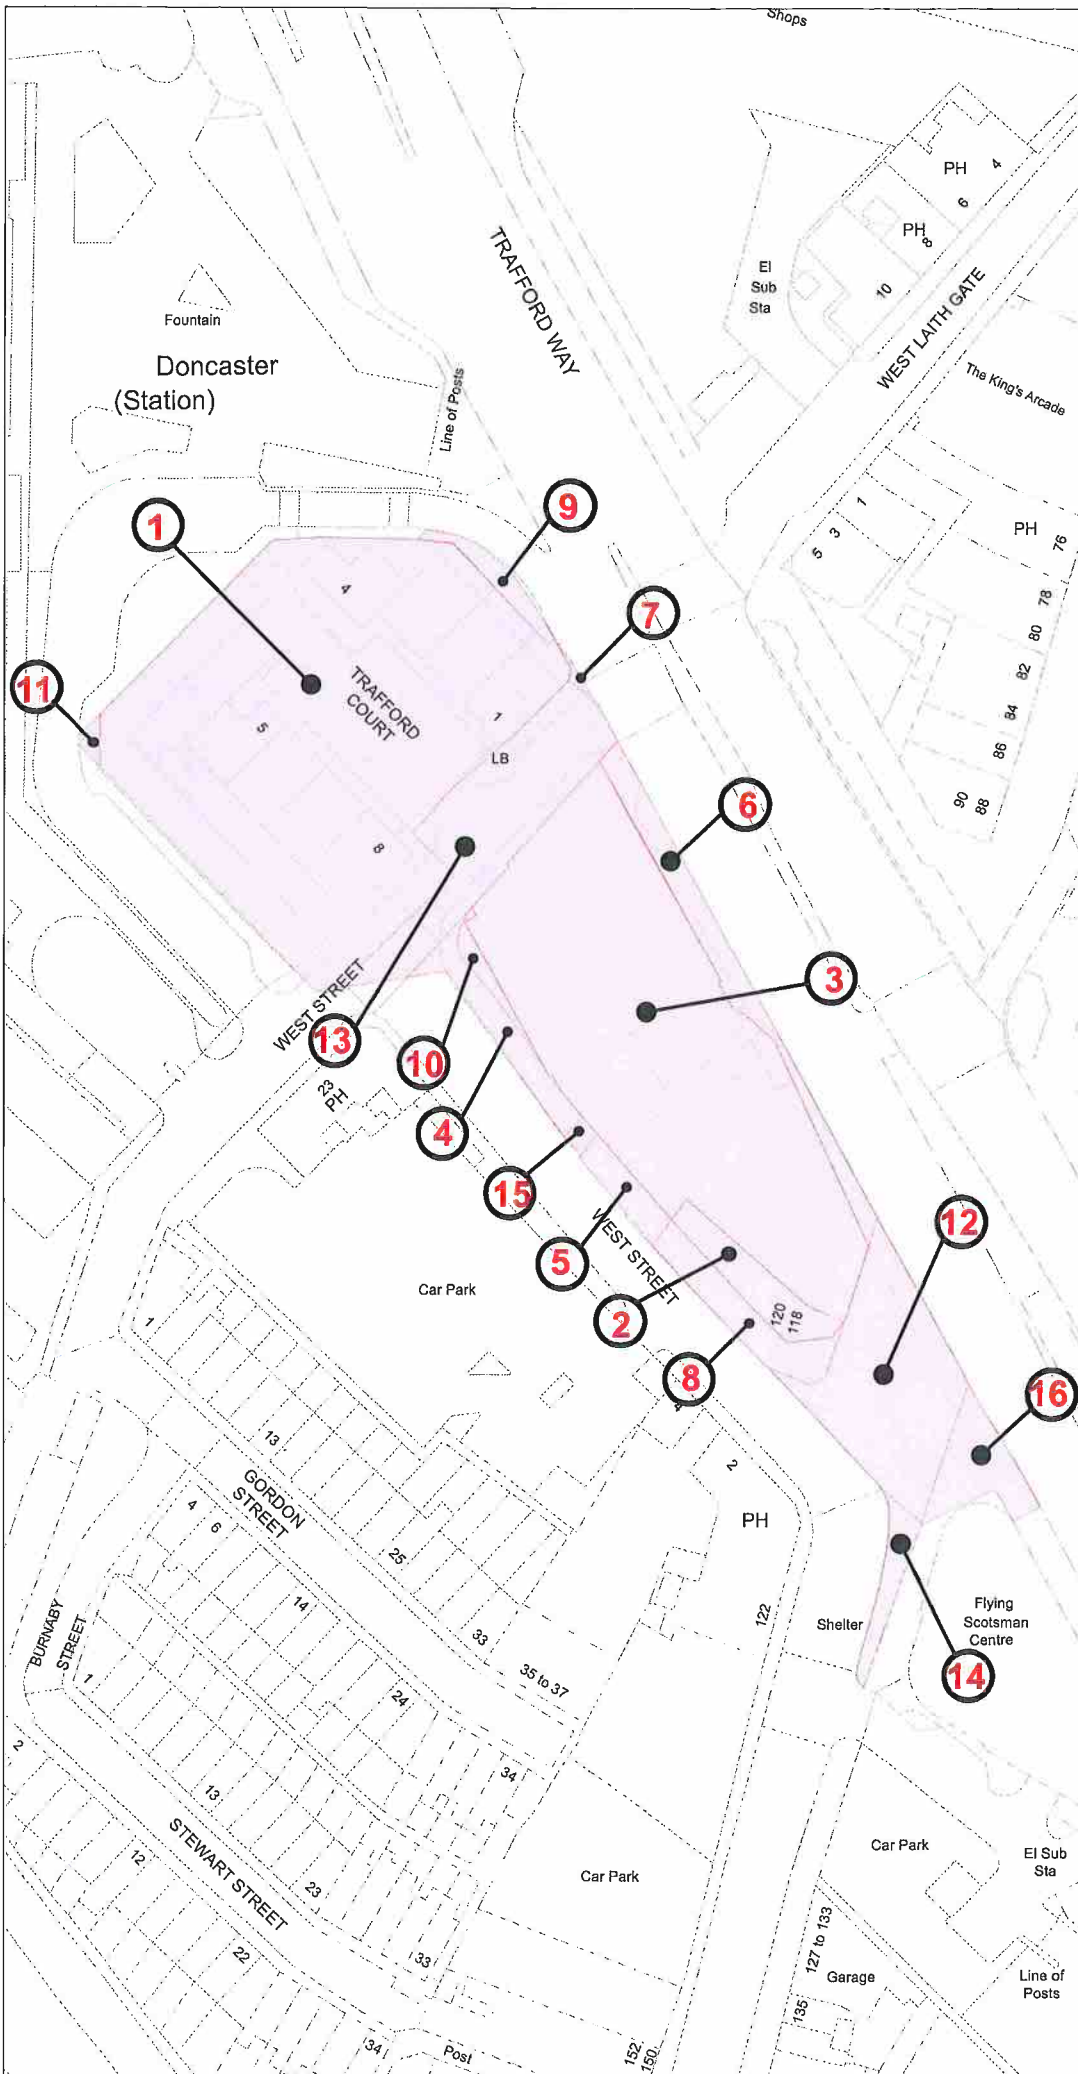 Shops
PH
4
6
PH
8
10
El
Sub
Sta
TRAFFORD WAY
WEST LAITH GATE
Fountain
Doncaster
(Station)
Line of Posts
The King's Arcade
1
3
5
PH
76
78
80
82
84
86
88
90
1
9
7
11
4
TRAFFORD
COURT
5
1
LB
8
6
3
WEST STREET
13
10
23
PH
4
15
5
WEST STREET
2
12
120
118
8
16
Car Park
1
4
2
PH
13
GORDON
STREET
4
6
25
14
33
35 to 37
122
Shelter
Flying
Scotsman
Centre
14
BURNABY
STREET
1
24
34
2
13
STEWART STREET
12
23
22
33
34
Post
Car Park
Car Park
El Sub
Sta
127 to 133
Garage
135
Line of
Posts
152
150